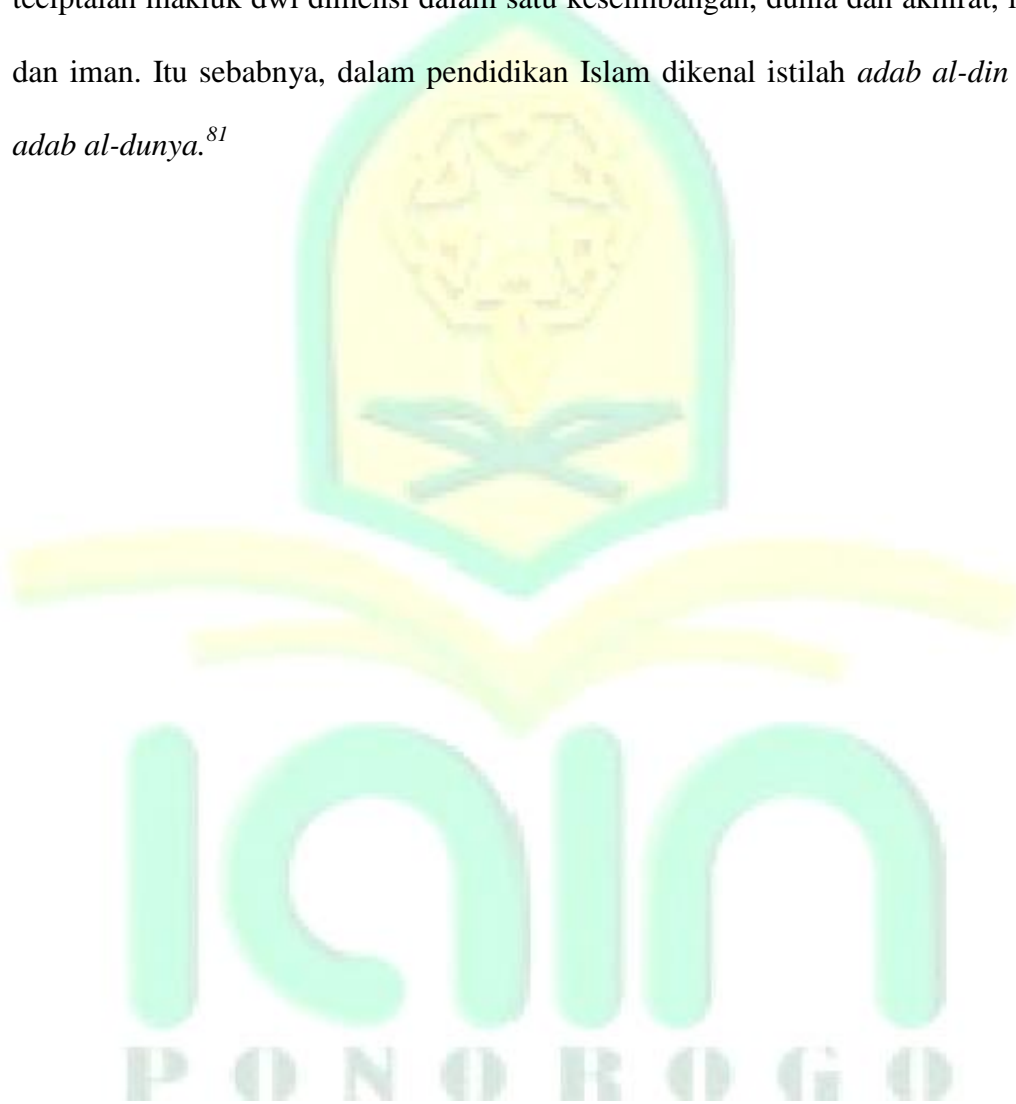 teciptalah makluk dwi dimensi dalam satu keseimbangan, dunia dan akhirat,
dan iman. Itu sebabnya, dalam pendidikan Islam dikenal istilah adab al-din
adab al-dunya.81
iain
PONOROGO